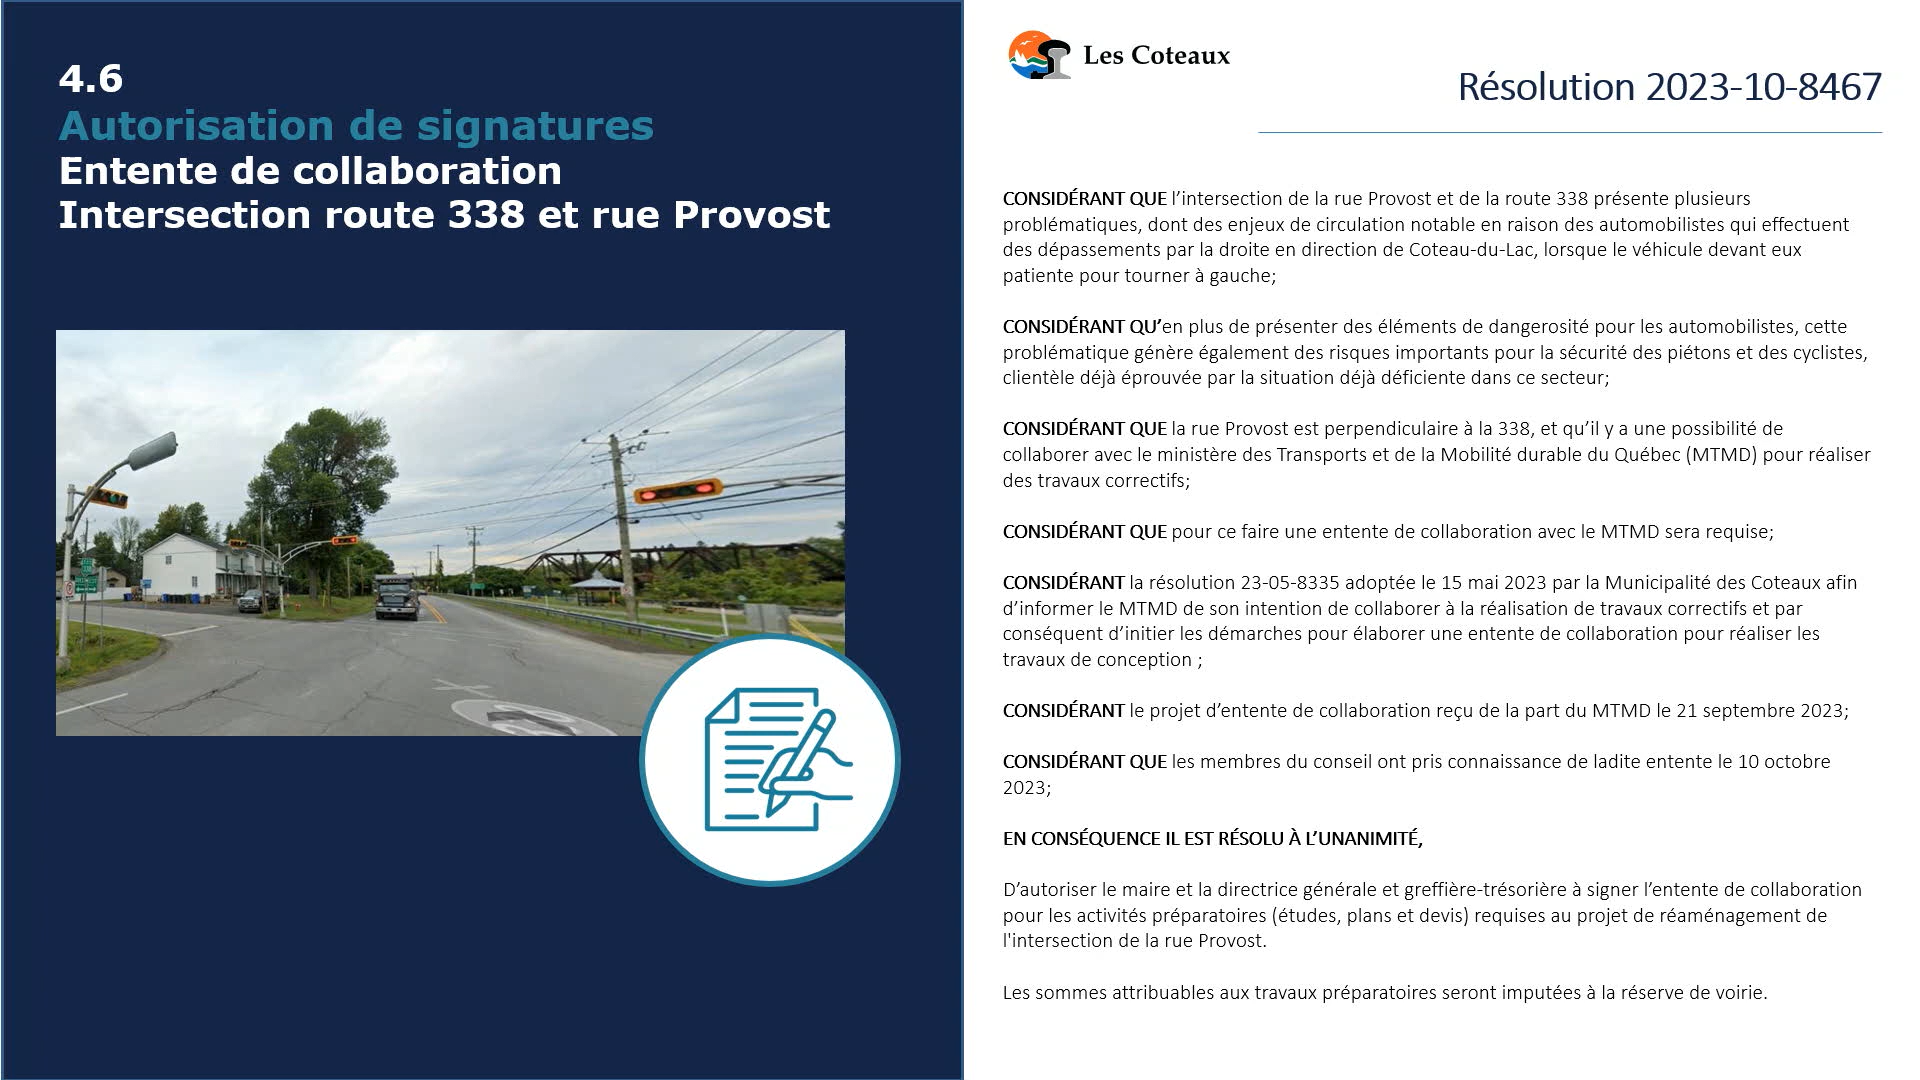 4.6
Autorisation de signatures
Entente de collaboration
Intersection route 338 et rue Provost
Les Coteaux
Résolution 2023-10-8467
CONSIDÉRANT QUE l’intersection de la rue Provost et de la route 338 présente plusieurs
problématiques, dont des enjeux de circulation notable en raison des automobilistes qui effectuent
des dépassements par la droite en direction de Coteau-du-Lac, lorsque le véhicule devant eux
patiente pour tourner à gauche;
CONSIDÉRANT QU’en plus de présenter des éléments de dangerosité pour les automobilistes, cette
problématique génère également des risques importants pour la sécurité des piétons et des cyclistes,
clientèle déjà éprouvée par la situation déjà déficiente dans ce secteur;
CONSIDÉRANT QUE la rue Provost est perpendiculaire à la 338, et qu’il y a une possibilité de
collaborer avec le ministère des Transports et de la Mobilité durable du Québec (MTMD) pour réaliser
des travaux correctifs;
CONSIDÉRANT QUE pour ce faire une entente de collaboration avec le MTMD sera requise;
CONSIDÉRANT la résolution 23-05-8335 adoptée le 15 mai 2023 par la Municipalité des Coteaux afin
d’informer le MTMD de son intention de collaborer à la réalisation de travaux correctifs et par
conséquent d’initier les démarches pour élaborer une entente de collaboration pour réaliser les
travaux de conception ;
CONSIDÉRANT le projet d’entente de collaboration reçu de la part du MTMD le 21 septembre 2023;
CONSIDÉRANT QUE les membres du conseil ont pris connaissance de ladite entente le 10 octobre
2023;
EN CONSÉQUENCE IL EST RÉSOLU À L’UNANIMITÉ,
D’autoriser le maire et la directrice générale et greffière-trésorière à signer l’entente de collaboration
pour les activités préparatoires (études, plans et devis) requises au projet de réaménagement de
l'intersection de la rue Provost.
Les sommes attribuables aux travaux préparatoires seront imputées à la réserve de voirie.